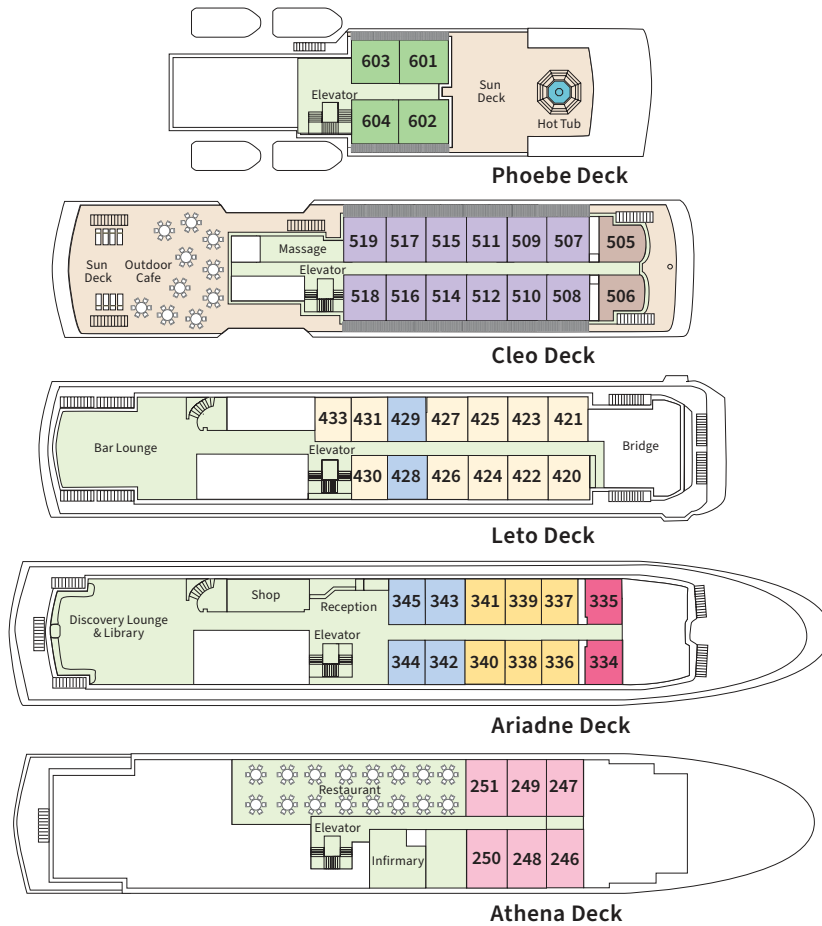 603 601
Elevator
Sun
Deck
604 602
Hot Tub
Phoebe Deck
519 517 515 511 509 507 505
Massage
Sun
Deck
Outdoor
Cafe
Elevator
518 516 514 512 510 508 506
Cleo Deck
433 431 429 427 425 423 421
Bar Lounge
Elevator
Bridge
430 428 426 424 422 420
Leto Deck
Shop
345 343 341 339 337 335
Reception
Discovery Lounge
& Library
Elevator
344 342 340 338 336 334
Ariadne Deck
Restaurant
251 249 247
Elevator
Infirmary
250 248 246
Athena Deck